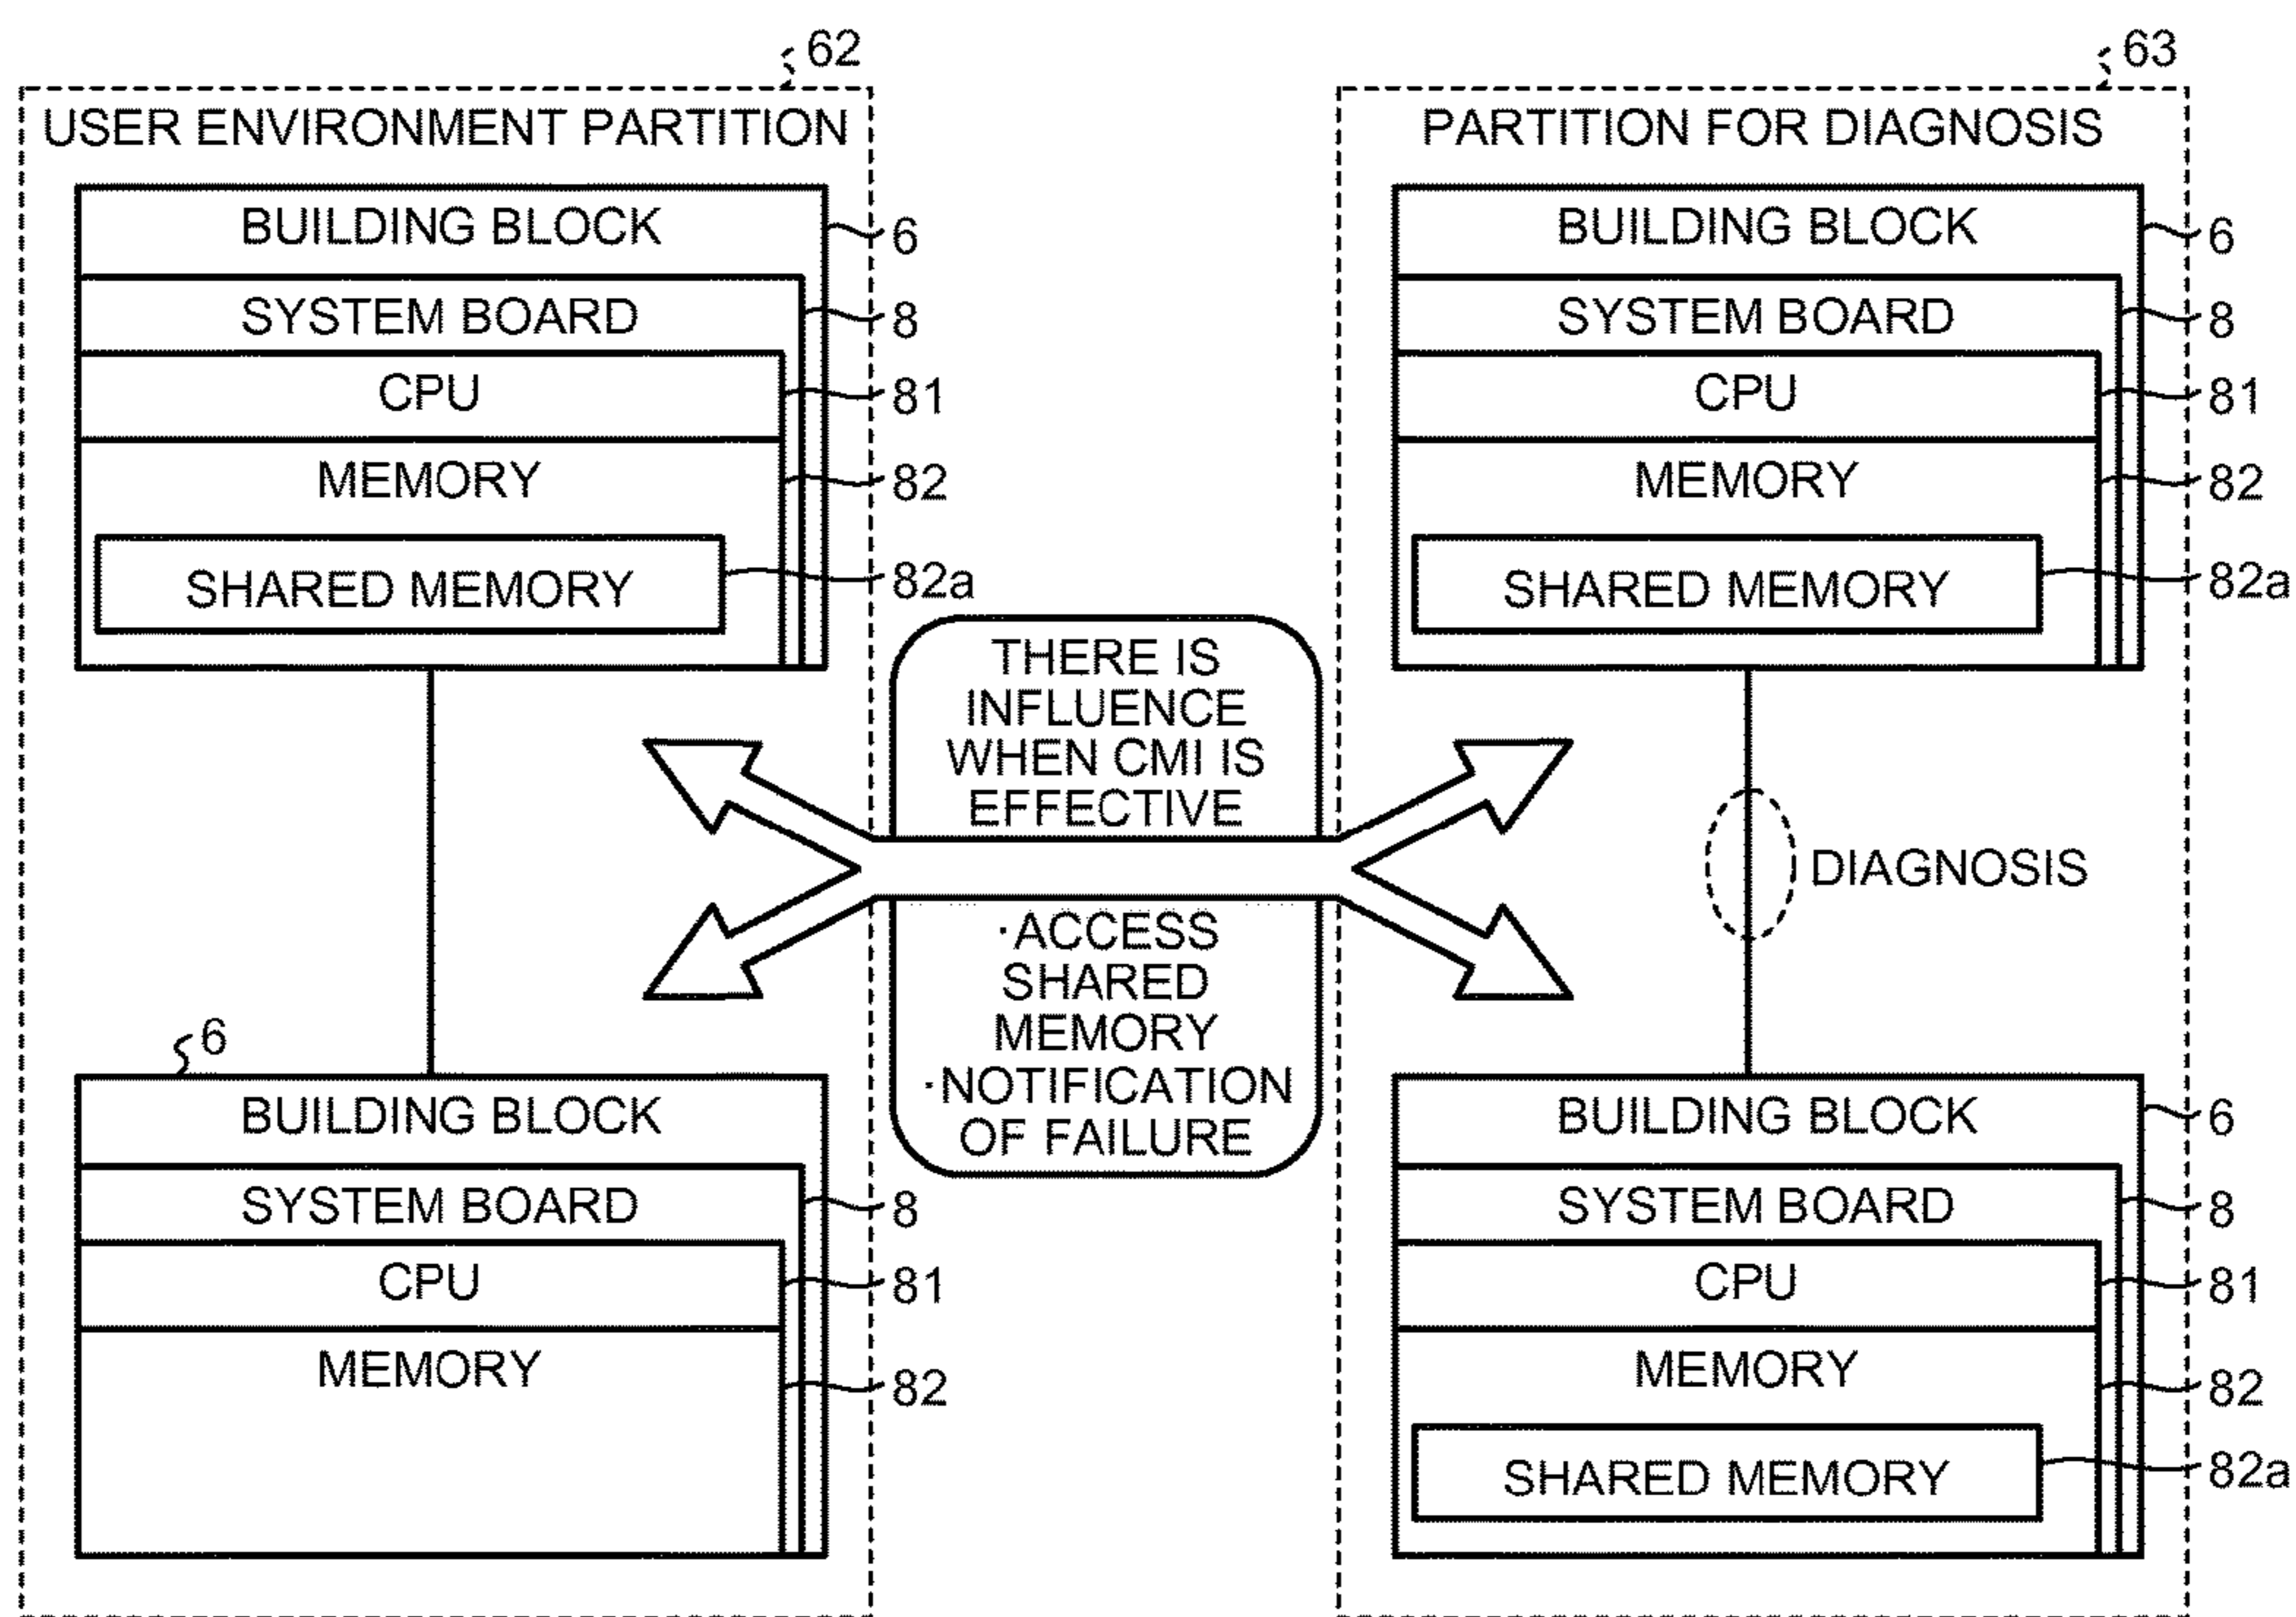 62
USER ENVIRONMENT PARTITION
BUILDING BLOCK
6
SYSTEM BOARD
8
CPU
81
MEMORY
82
SHARED MEMORY
82a
6
BUILDING BLOCK
SYSTEM BOARD
8
CPU
81
MEMORY
82
THERE IS
INFLUENCE
WHEN CMI IS
EFFECTIVE
·ACCESS
SHARED
MEMORY
·NOTIFICATION
OF FAILURE
63
PARTITION FOR DIAGNOSIS
BUILDING BLOCK
6
SYSTEM BOARD
8
CPU
81
MEMORY
82
SHARED MEMORY
82a
DIAGNOSIS
BUILDING BLOCK
6
SYSTEM BOARD
8
CPU
81
MEMORY
82
SHARED MEMORY
82a